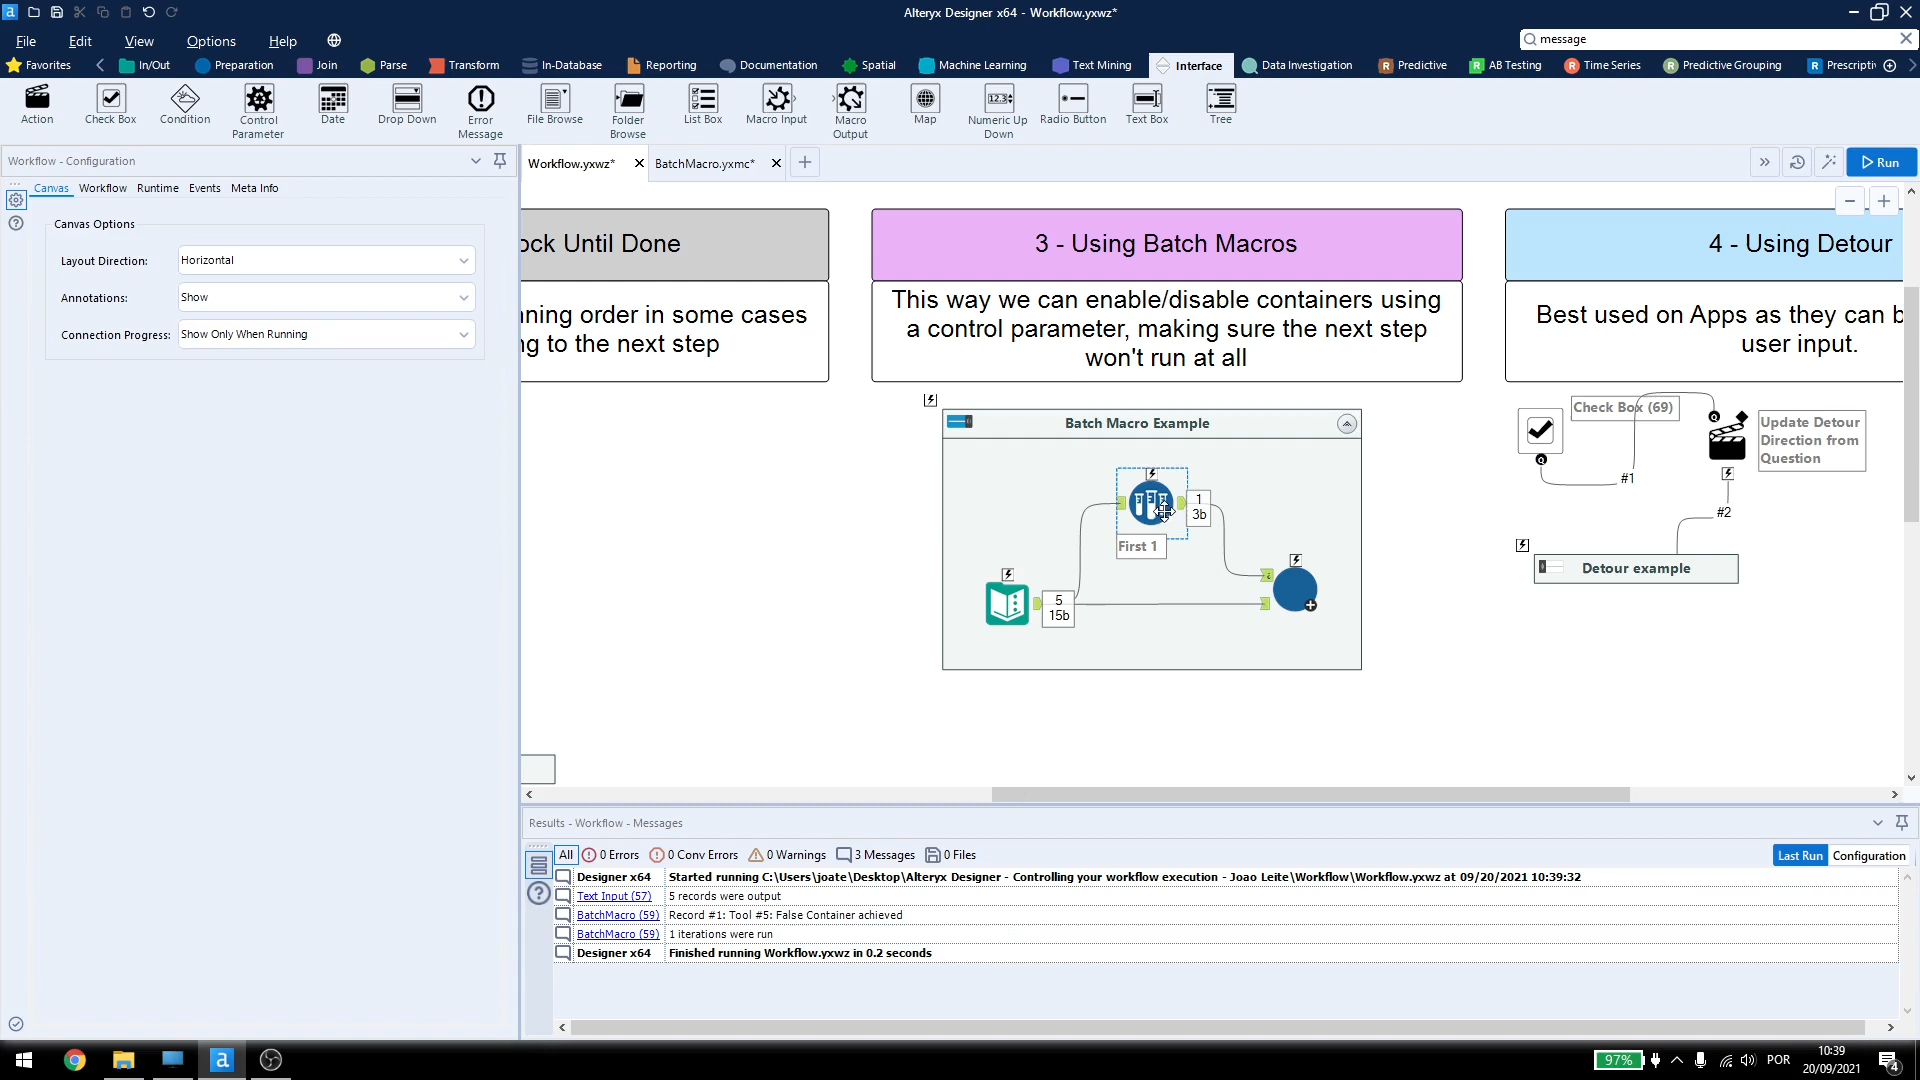 Alteryx Designer x64 - Workflow.yxwz*
File Edit View Options Help
message
Favorites In/Out Preparation Join Parse Transform In-Database Reporting Documentation Spatial Machine Learning Text Mining Interface Data Investigation Predictive AB Testing Time Series Predictive Grouping Prescripti
Action Check Box Condition Control Parameter Date Drop Down Error Message File Browse Folder Browse List Box Macro Input Macro Output Map Numeric Up Down Radio Button Text Box Tree
Workflow - Configuration
Workflow.yxwz* BatchMacro.yxmc*
Run
Canvas Workflow Runtime Events Meta Info
Canvas Options
Layout Direction: Horizontal
Annotations: Show
Connection Progress: Show Only When Running
ock Until Done
ning order in some cases
g to the next step
3 - Using Batch Macros
This way we can enable/disable containers using
a control parameter, making sure the next step
won't run at all
4 - Using Detour
Best used on Apps as they can b
user input.
Batch Macro Example
1
3b
First 1
5
15b
Check Box (69)
Update Detour
Direction from
Question
#1
#2
Detour example
Results - Workflow - Messages
All 0 Errors 0 Conv Errors 0 Warnings 3 Messages 0 Files
Last Run Configuration
Designer x64 Started running C:\Users\joate\Desktop\Alteryx Designer - Controlling your workflow execution - Joao Leite\Workflow\Workflow.yxwz at 09/20/2021 10:39:32
Text Input (57) 5 records were output
BatchMacro (59) Record #1: Tool #5: False Container achieved
BatchMacro (59) 1 iterations were run
Designer x64 Finished running Workflow.yxwz in 0.2 seconds
97%
POR
10:39
20/09/2021
4